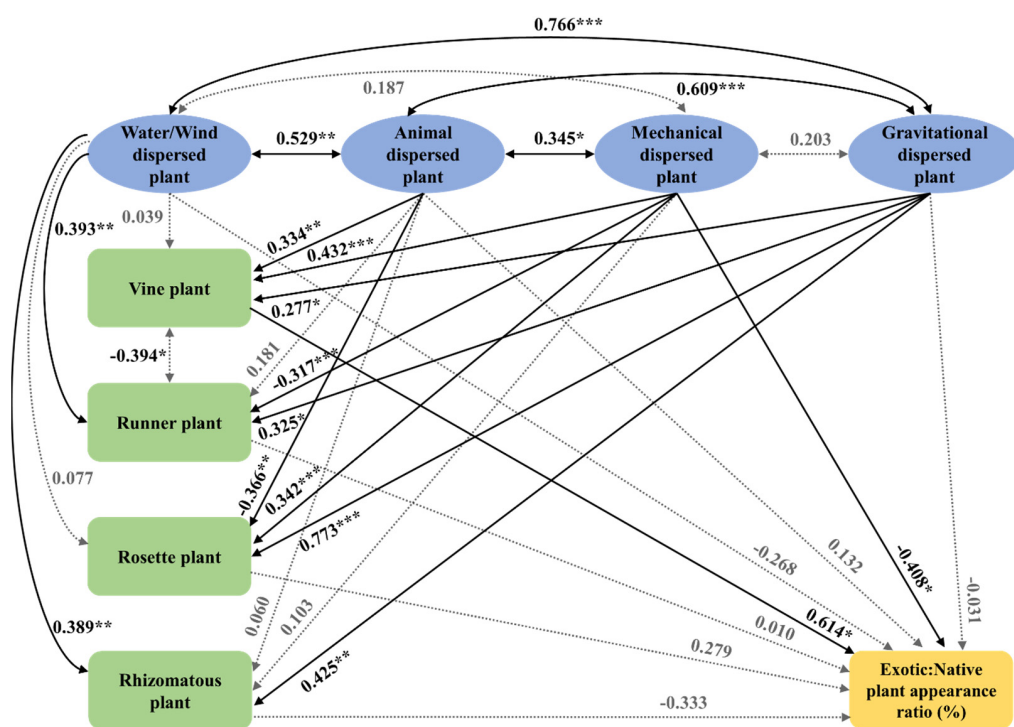 0.766***
0.187
0.609***
Water/Wind
dispersed
plant
0.529**
Animal
dispersed
plant
0.345*
Mechanical
dispersed
plant
0.203
Gravitational
dispersed
plant
0.393**
0.039
0.334**
0.432***
Vine plant
0.277*
-0.394*
0.181
-0.317***
Runner plant
0.325*
0.077
-0.366**
0.342***
Rosette plant
0.773***
-0.268
0.132
-0.408*
-0.031
0.389**
0.060
0.103
0.010
0.614*
0.279
Rhizomatous
plant
0.425**
-0.333
Exotic:Native
plant appearance
ratio (%)